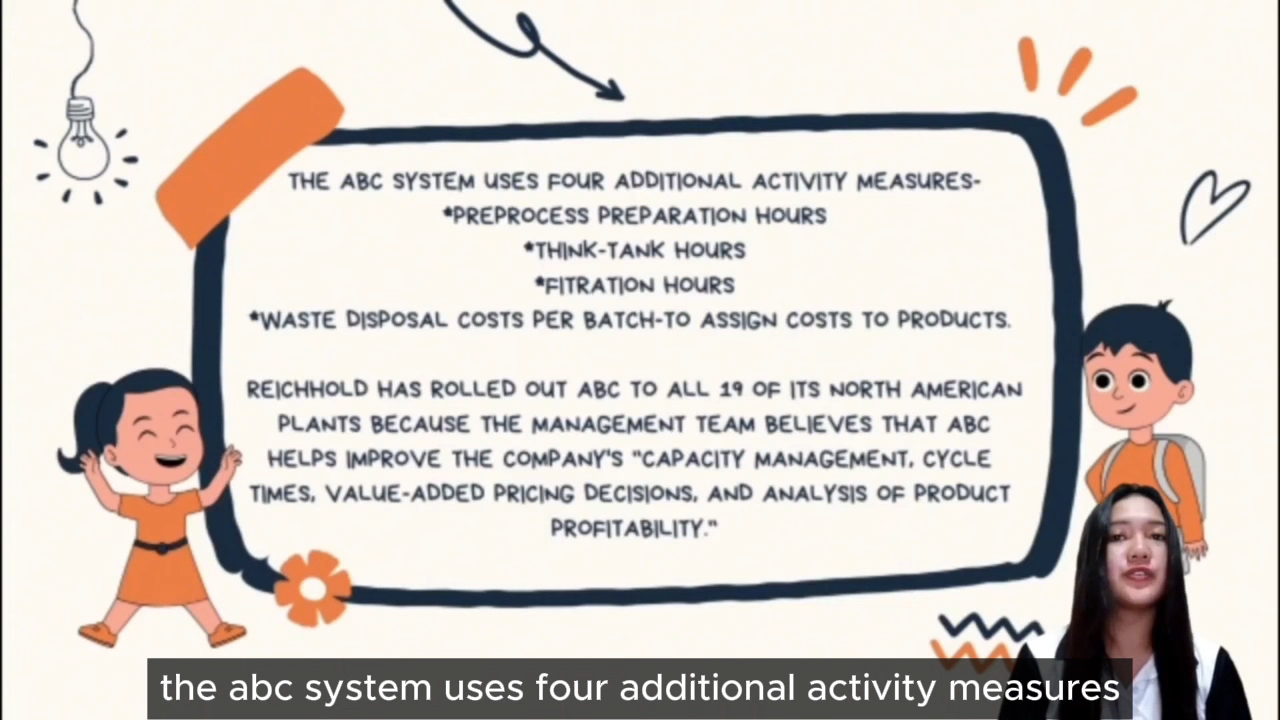 THE ABC SYSTEM USES FOUR ADDITIONAL ACTIVITY MEASURES-
*PREPROCESS PREPARATION HOURS
*THINK-TANK HOURS
*FITRATION HOURS
*WASTE DISPOSAL COSTS PER BATCH-TO ASSIGN COSTS TO PRODUCTS.
REICHHOLD HAS ROLLED OUT ABC TO ALL 19 OF ITS NORTH AMERICAN
PLANTS BECAUSE THE MANAGEMENT TEAM BELIEVES THAT ABC
HELPS IMPROVE THE COMPANY'S "CAPACITY MANAGEMENT, CYCLE
TIMES, VALUE-ADDED PRICING DECISIONS, AND ANALYSIS OF PRODUCT
PROFITABILITY."
the abc system uses four additional activity measures